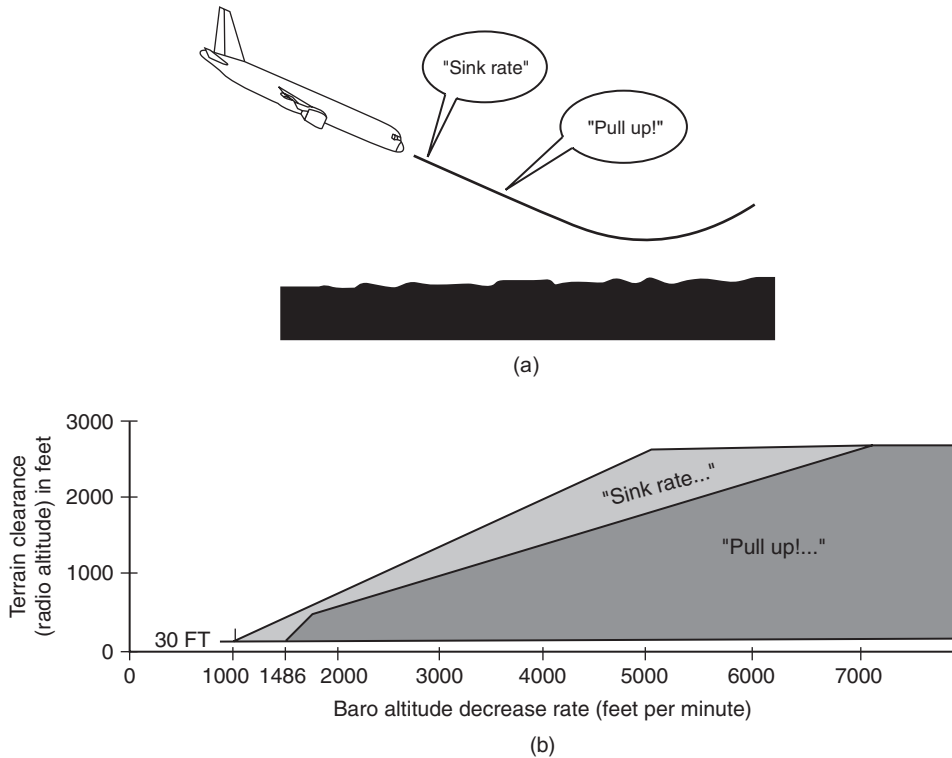 "Sink rate"
"Pull up!"
(a)
3000
2000
1000
0
Terrain clearance
(radio altitude) in feet
"Sink rate..."
"Pull up!..."
30 FT
0 1000 1486 2000 3000 4000 5000 6000 7000
Baro altitude decrease rate (feet per minute)
(b)